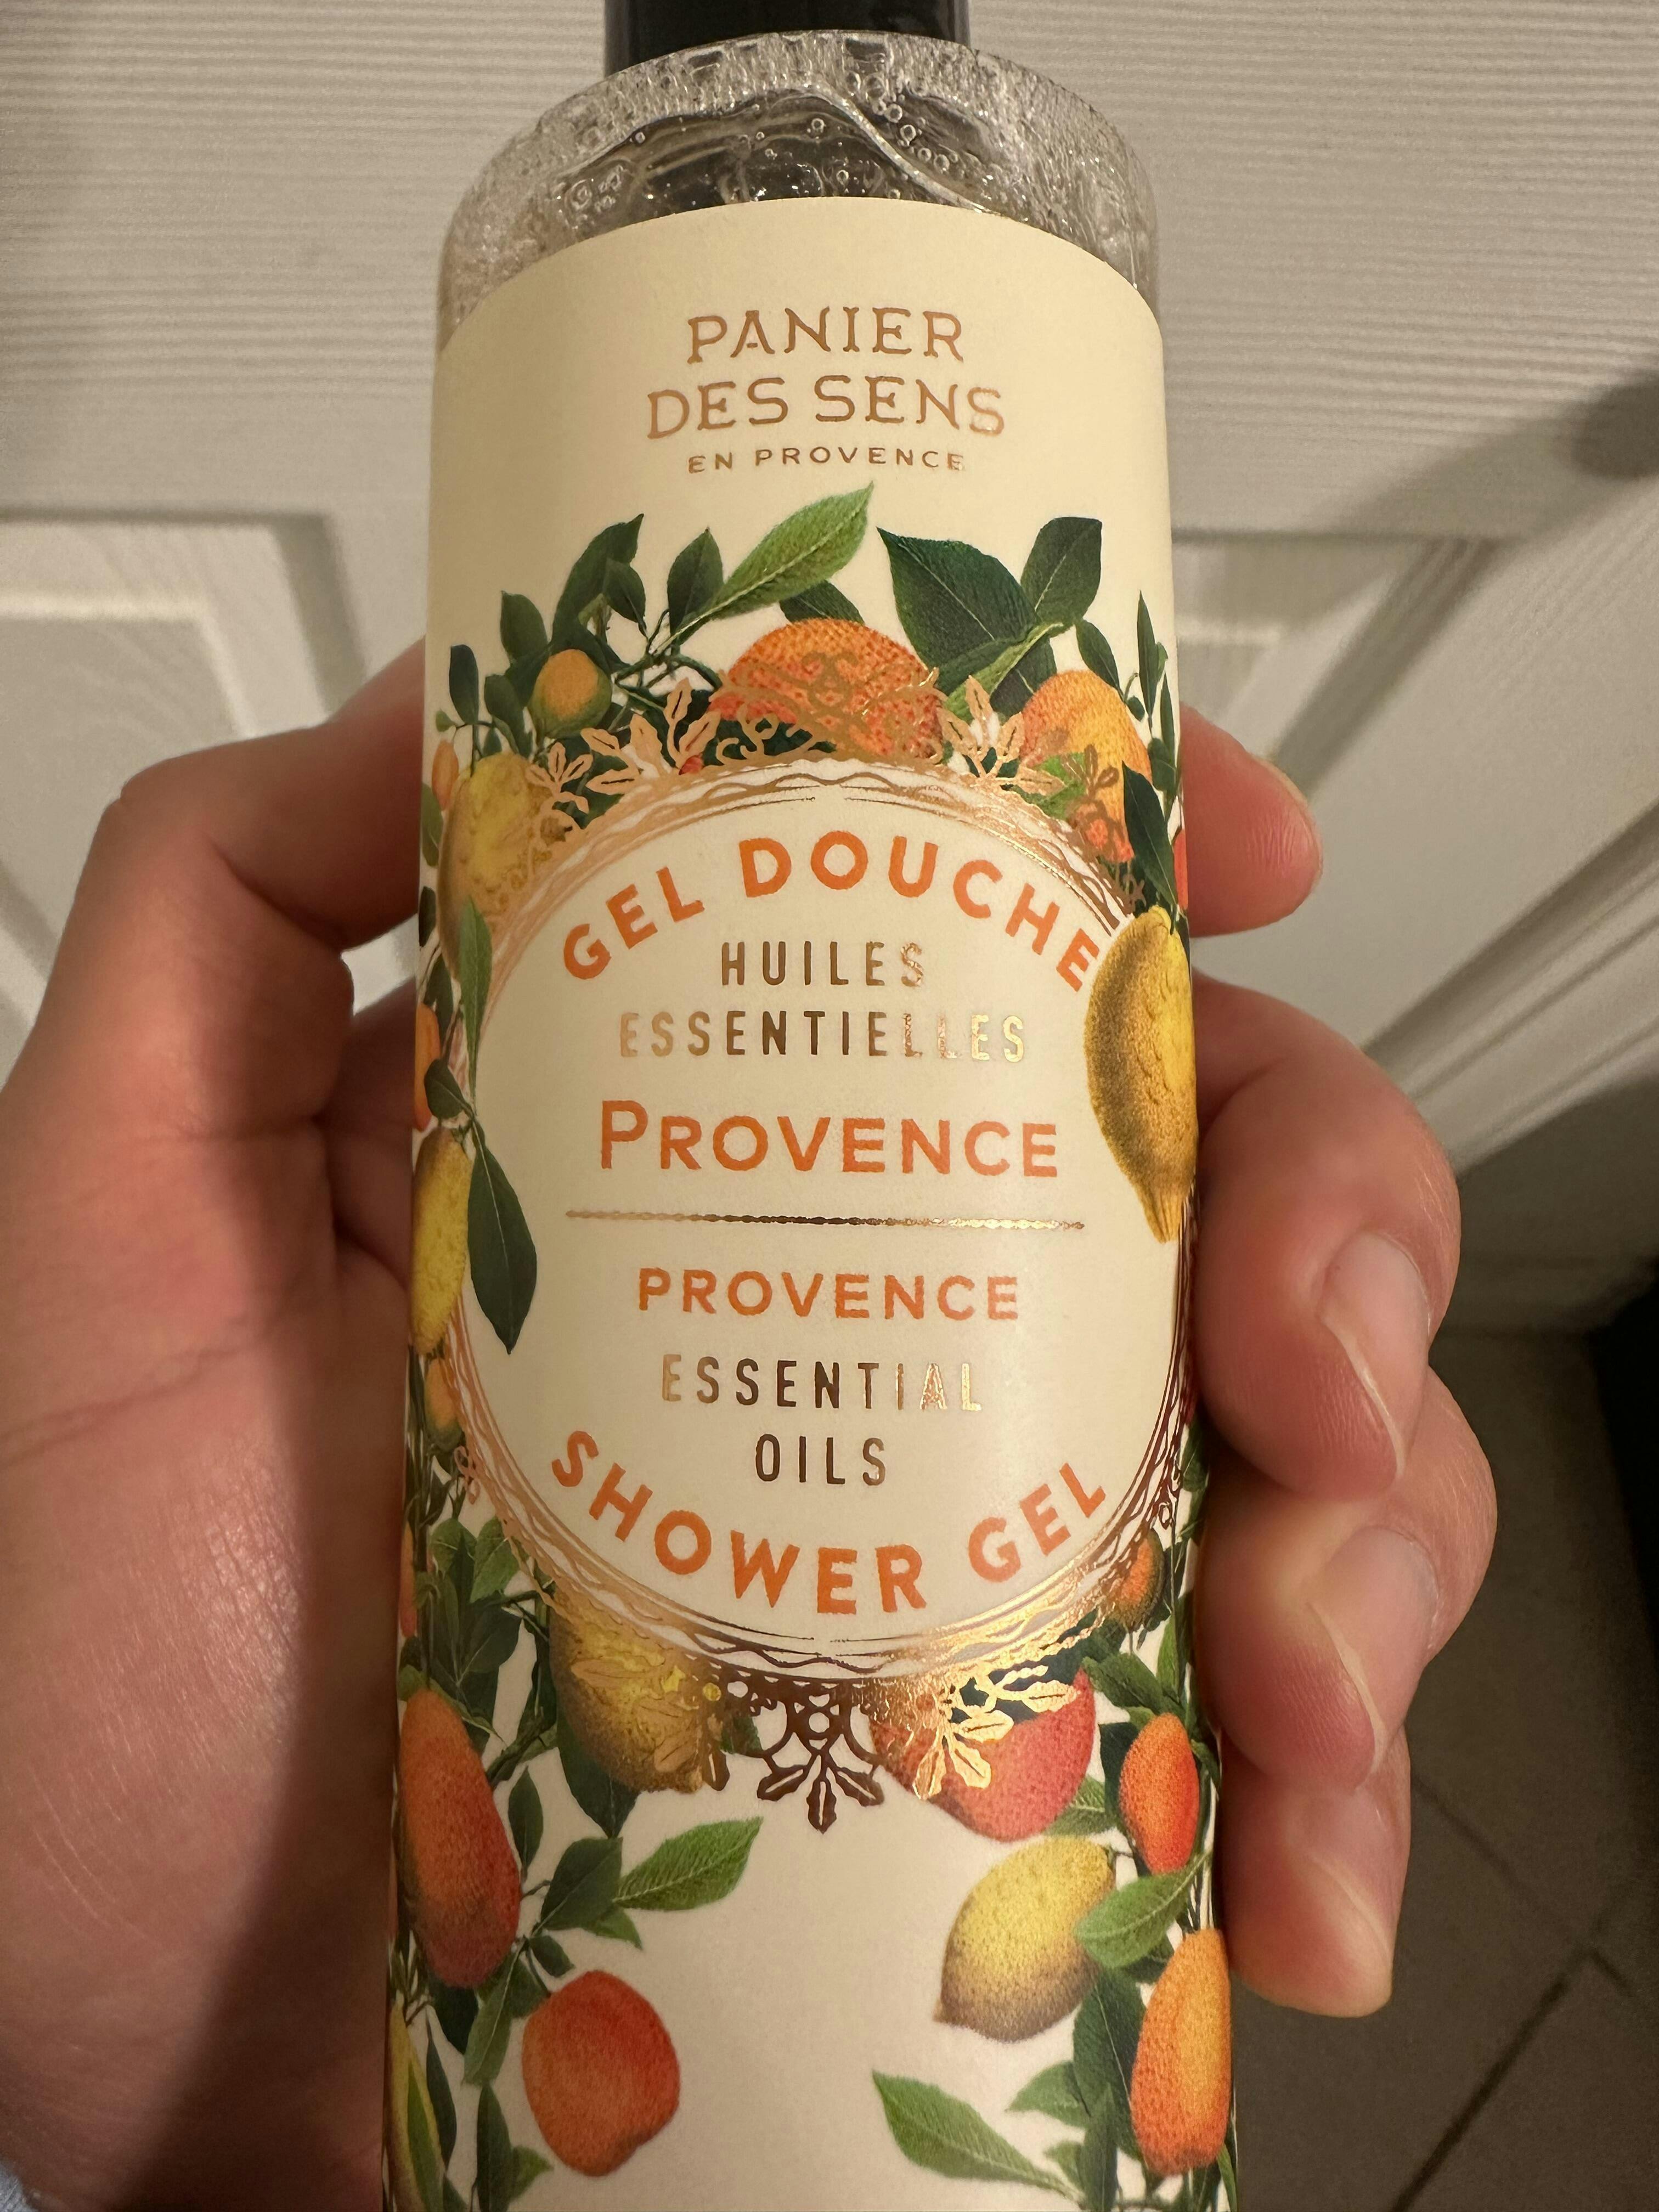 PANIER
DES SENS
EN PROVENCE
GEL DOUCHE
HUILES
ESSENTIELLES
PROVENCE
PROVENCE
ESSENTIAL
OILS
SHOWER GEL